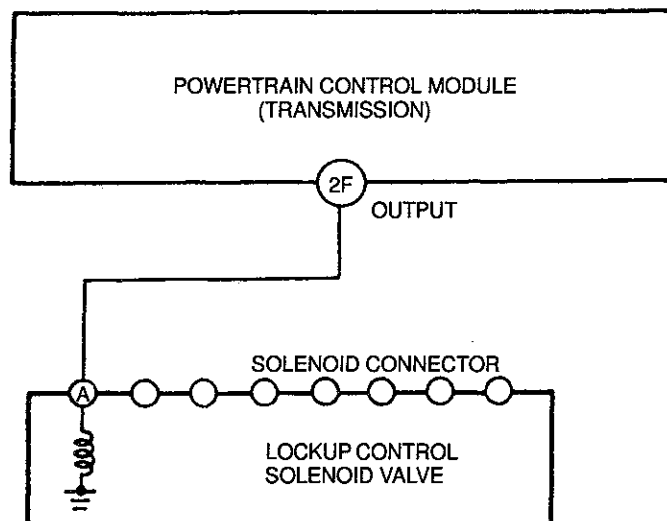 POWERTRAIN CONTROL MODULE
(TRANSMISSION)
2F
OUTPUT
SOLENOID CONNECTOR
A
LOCKUP CONTROL
SOLENOID VALVE